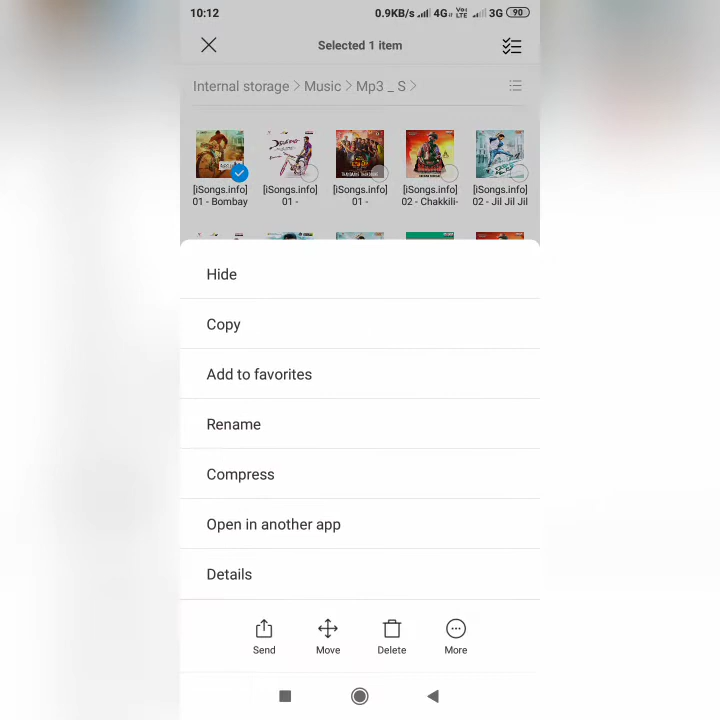 10:12 0.9KB/s 4G Vo LTE 3G 90
Selected 1 item
Internal storage > Music > Mp3 _ S >
[iSongs.info] [iSongs.info] [iSongs.info] [iSongs.info] [iSongs.info]
01 - Bombay 01 - 01 - 02 - Chakkili- 02 - Jil Jil Jil
Hide
Copy
Add to favorites
Rename
Compress
Open in another app
Details
Send Move Delete More